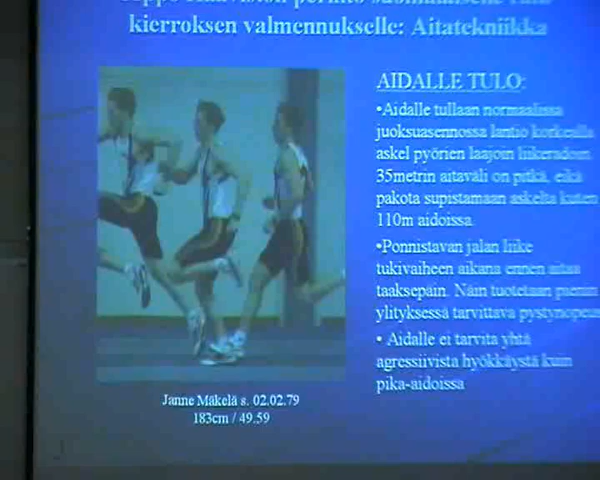 kierroksen valmennukselle: Aitatekniikka
AIDALLE TULO:
•Aidalle tullaan normaalissa
juoksuasennossa lantio korkealla
askel pyörien laajoin liikeradoin.
35metrin aitaväli on pitkä, eikä
pakota supistamaan askelta kuten
110m aidoissa.
•Ponnistavan jalan liike
tukivaiheen aikana ennen aitaa
taaksepäin. Näin tuotetaan
ylityksessä tarvittava
• Aidalle ei tarvita yhtä
agressiivista hyökkäystä kuin
pika-aidoissa
Janne Mäkelä s. 02.02.79
183cm / 49.59